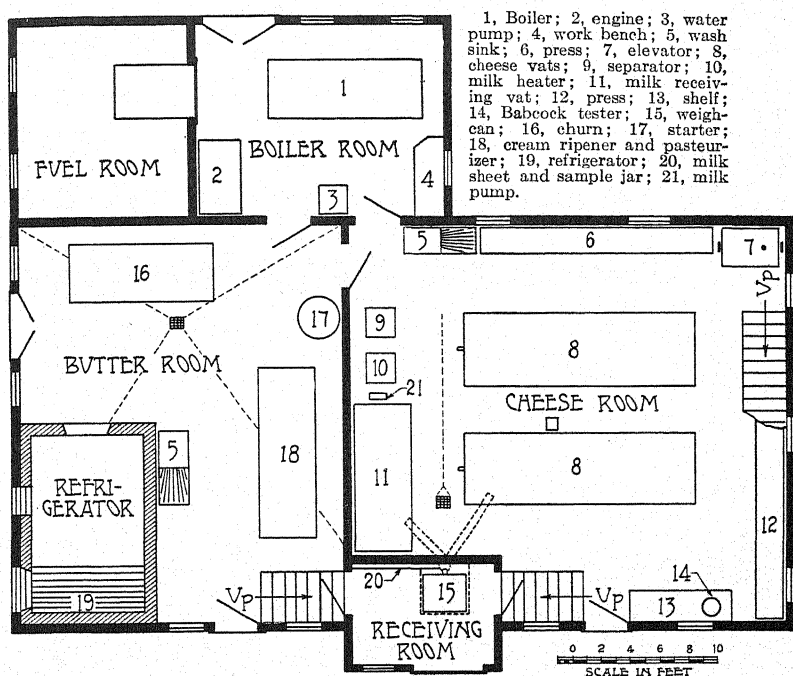 1, Boiler; 2, engine; 3, water
pump; 4, work bench; 5, wash
sink; 6, press; 7, elevator; 8,
cheese vats; 9, separator; 10,
milk heater; 11, milk receiv-
ing vat; 12, press; 13, shelf;
14, Babcock tester; 15, weigh-
can; 16, churn; 17, starter;
18, cream ripener and pasteur-
izer; 19, refrigerator; 20, milk
sheet and sample jar; 21, milk
pump.
1
FUEL ROOM
BOILER ROOM
2
3
4
5
6
7
Up
16
17
9
8
10
BUTTER ROOM
21
CHEESE ROOM
5
18
11
8
12
REFRI-
GERATOR
19
Up
20
15
Up
14
13
RECEIVING
ROOM
0 2 4 6 8 10
SCALE IN FEET